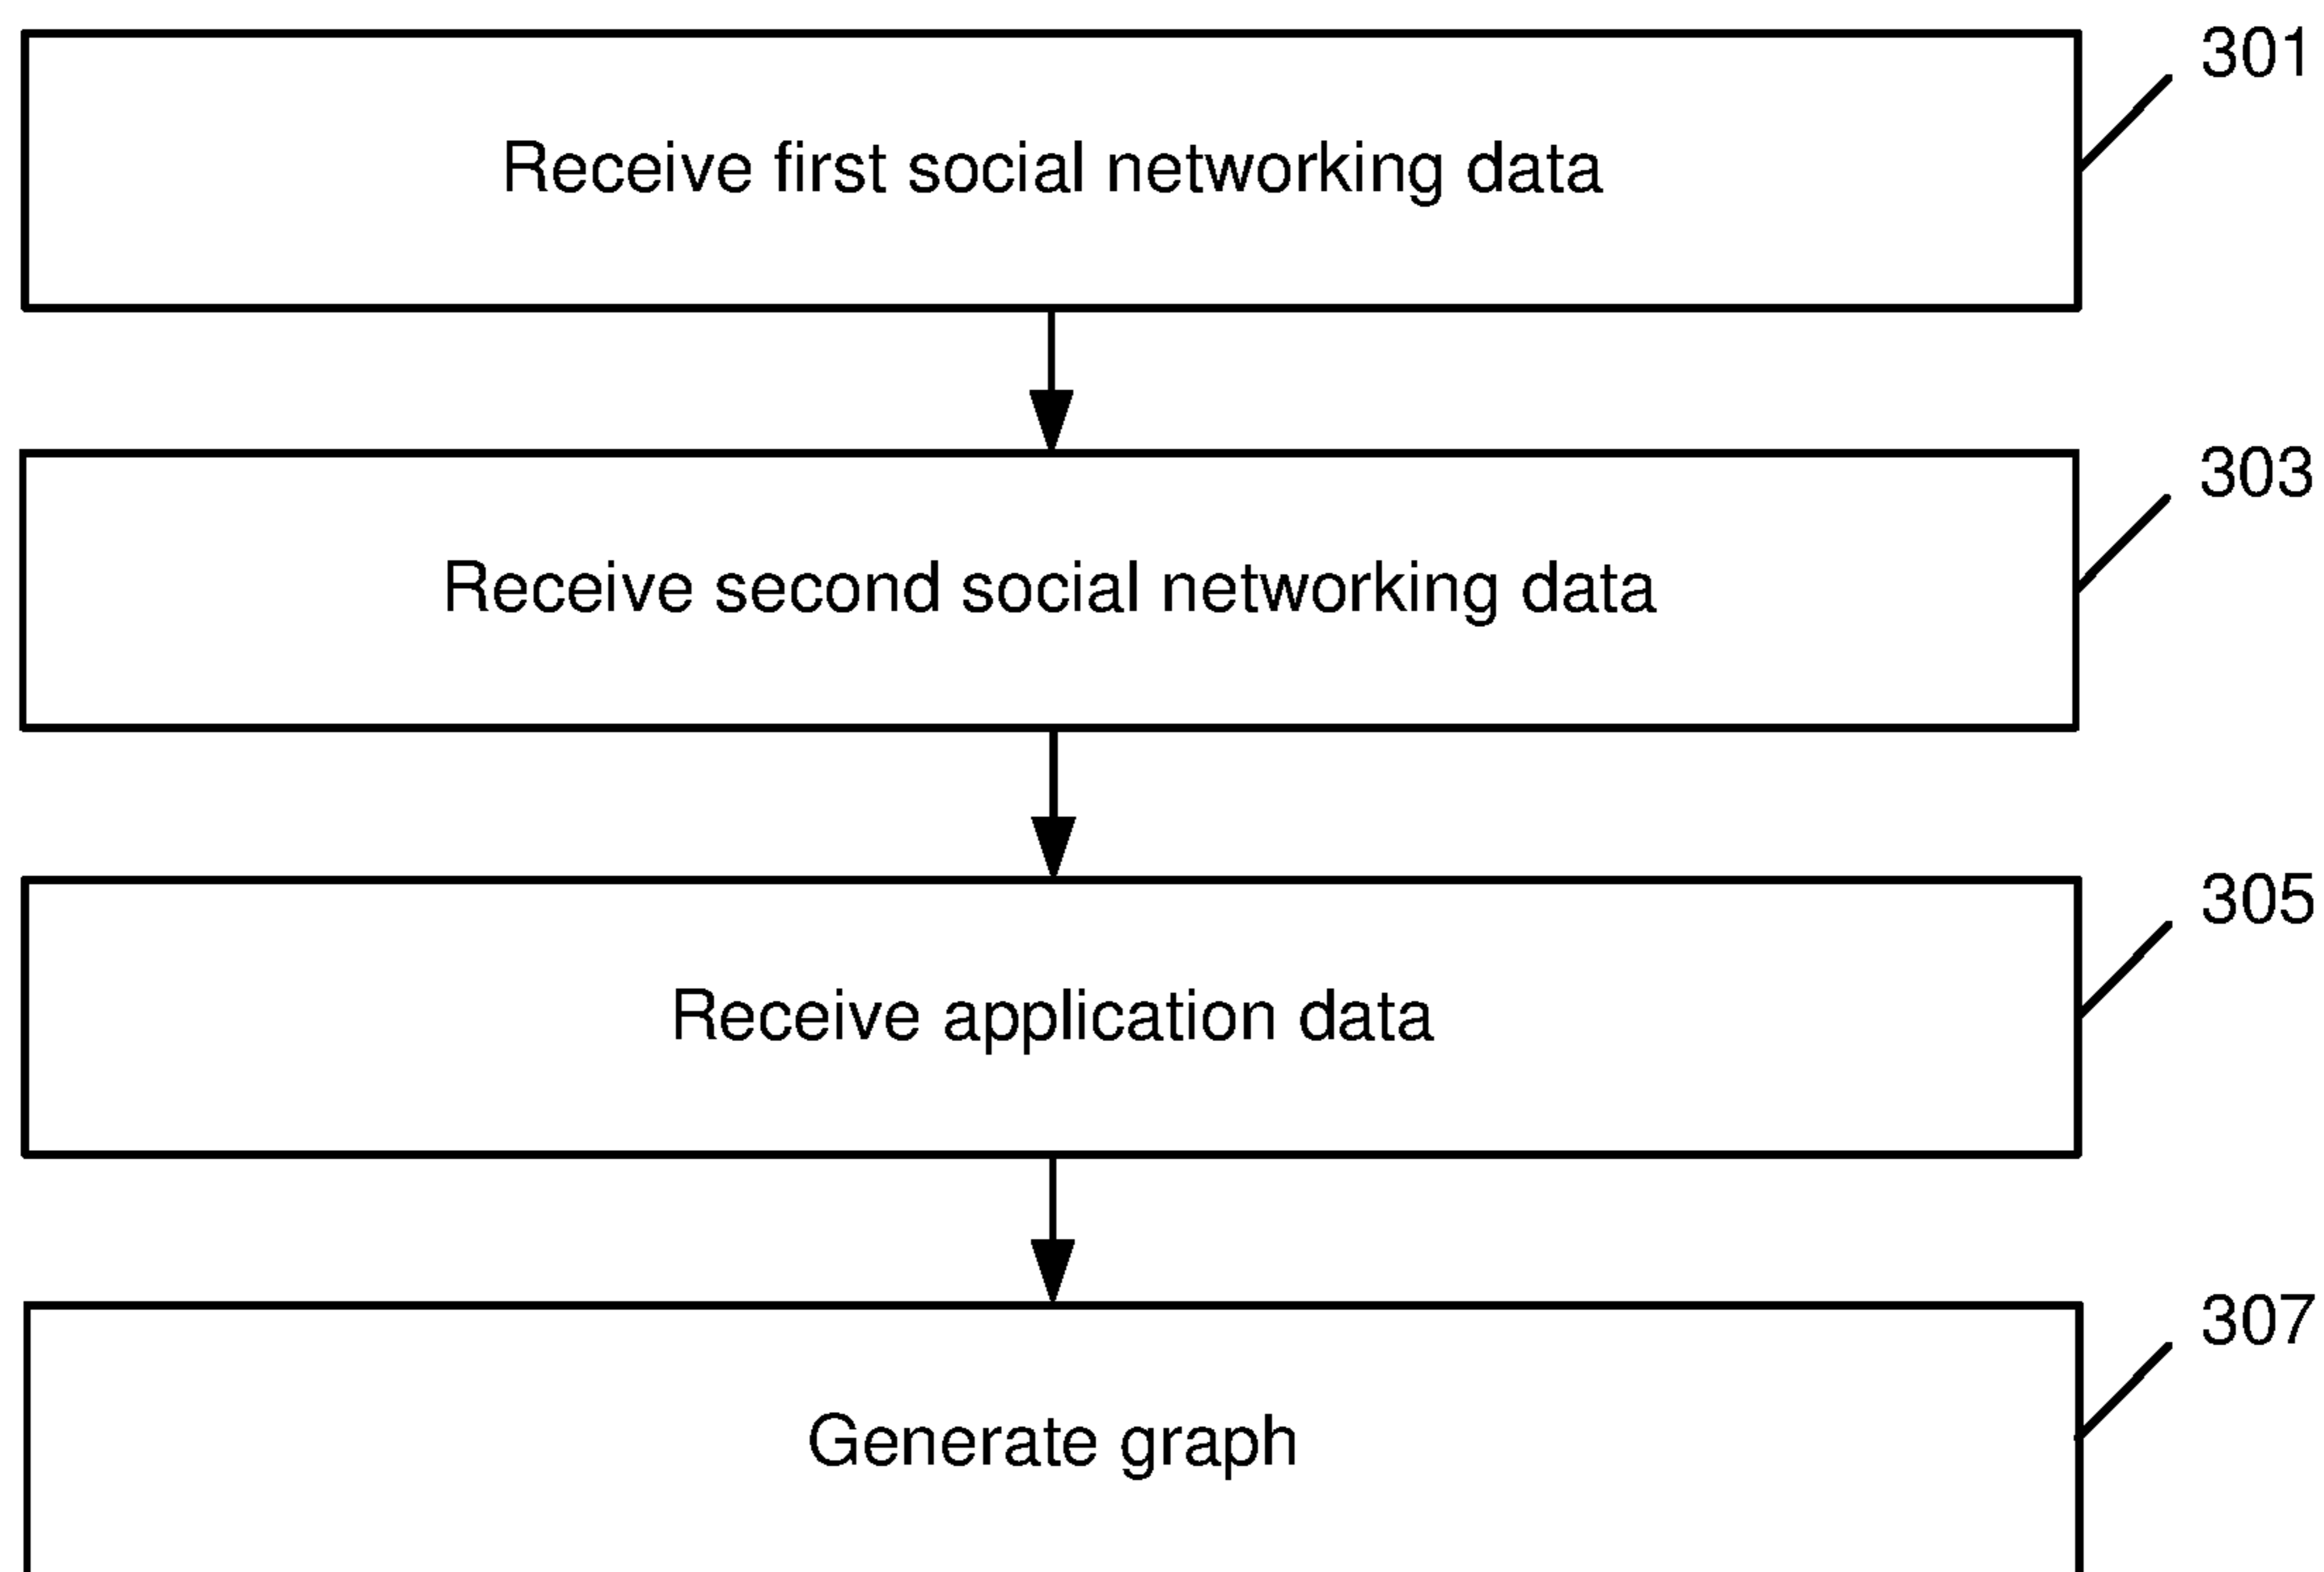 301
Receive first social networking data
303
Receive second social networking data
305
Receive application data
307
Generate graph